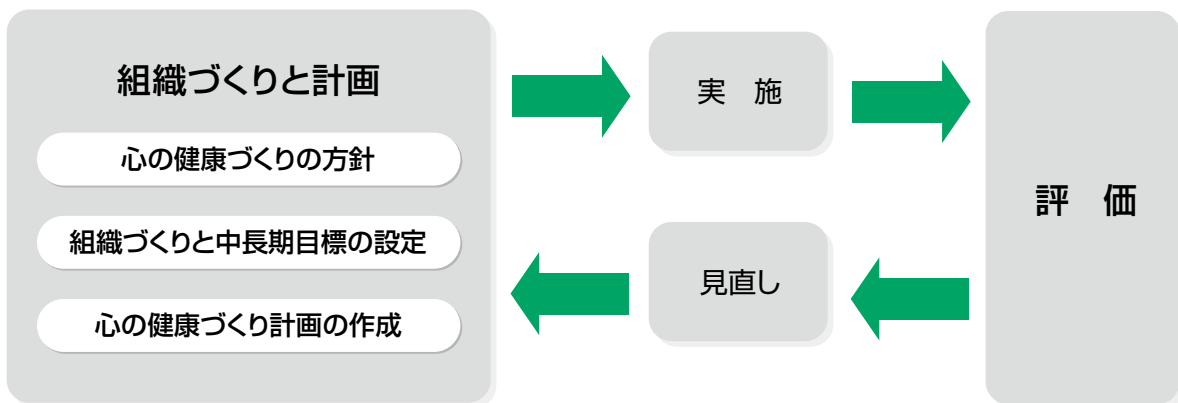 組織づくりと計画
心の健康づくりの方針
組織づくりと中長期目標の設定
心の健康づくり計画の作成
実　施
評　価
見直し